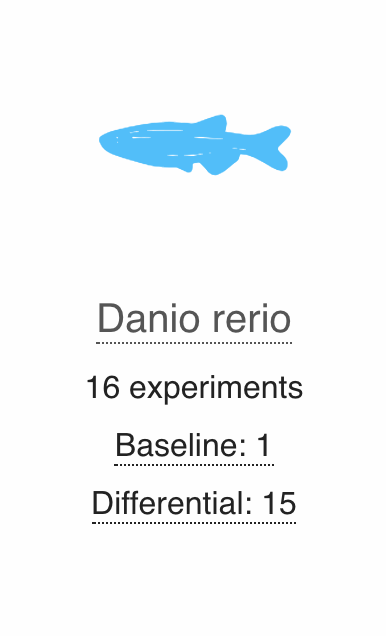 Danio rerio
16 experiments
Baseline: 1
Differential: 15